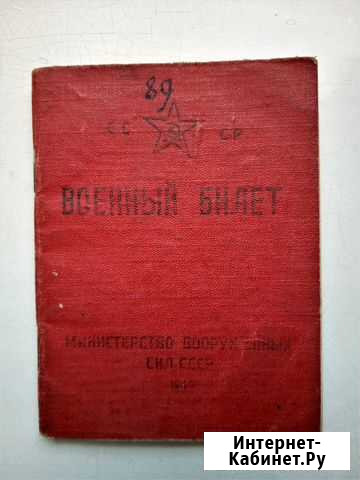 89
СС СР
ВОЕННЫЙ БИЛЕТ
МИНИСТЕРСТВО ВООРУЖЕННЫХ
СИЛ СССР
Интернет-
Кабинет.Ру